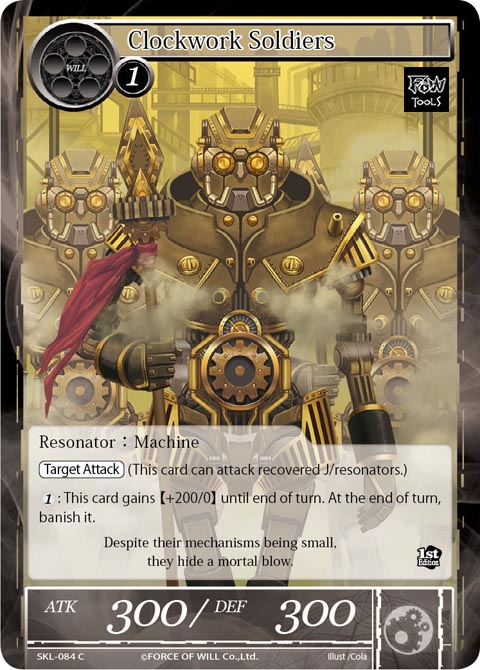 Clockwork Soldiers
WILL
1
FOW
TOOLS
Resonator : Machine
Target Attack (This card can attack recovered J/resonators.)
1 : This card gains 【+200/0】 until end of turn. At the end of turn,
banish it.
Despite their mechanisms being small,
they hide a mortal blow.
1st
Edition
ATK 300 / DEF 300
SKL-084 C ©FORCE OF WILL Co.,Ltd. Illust /Cola